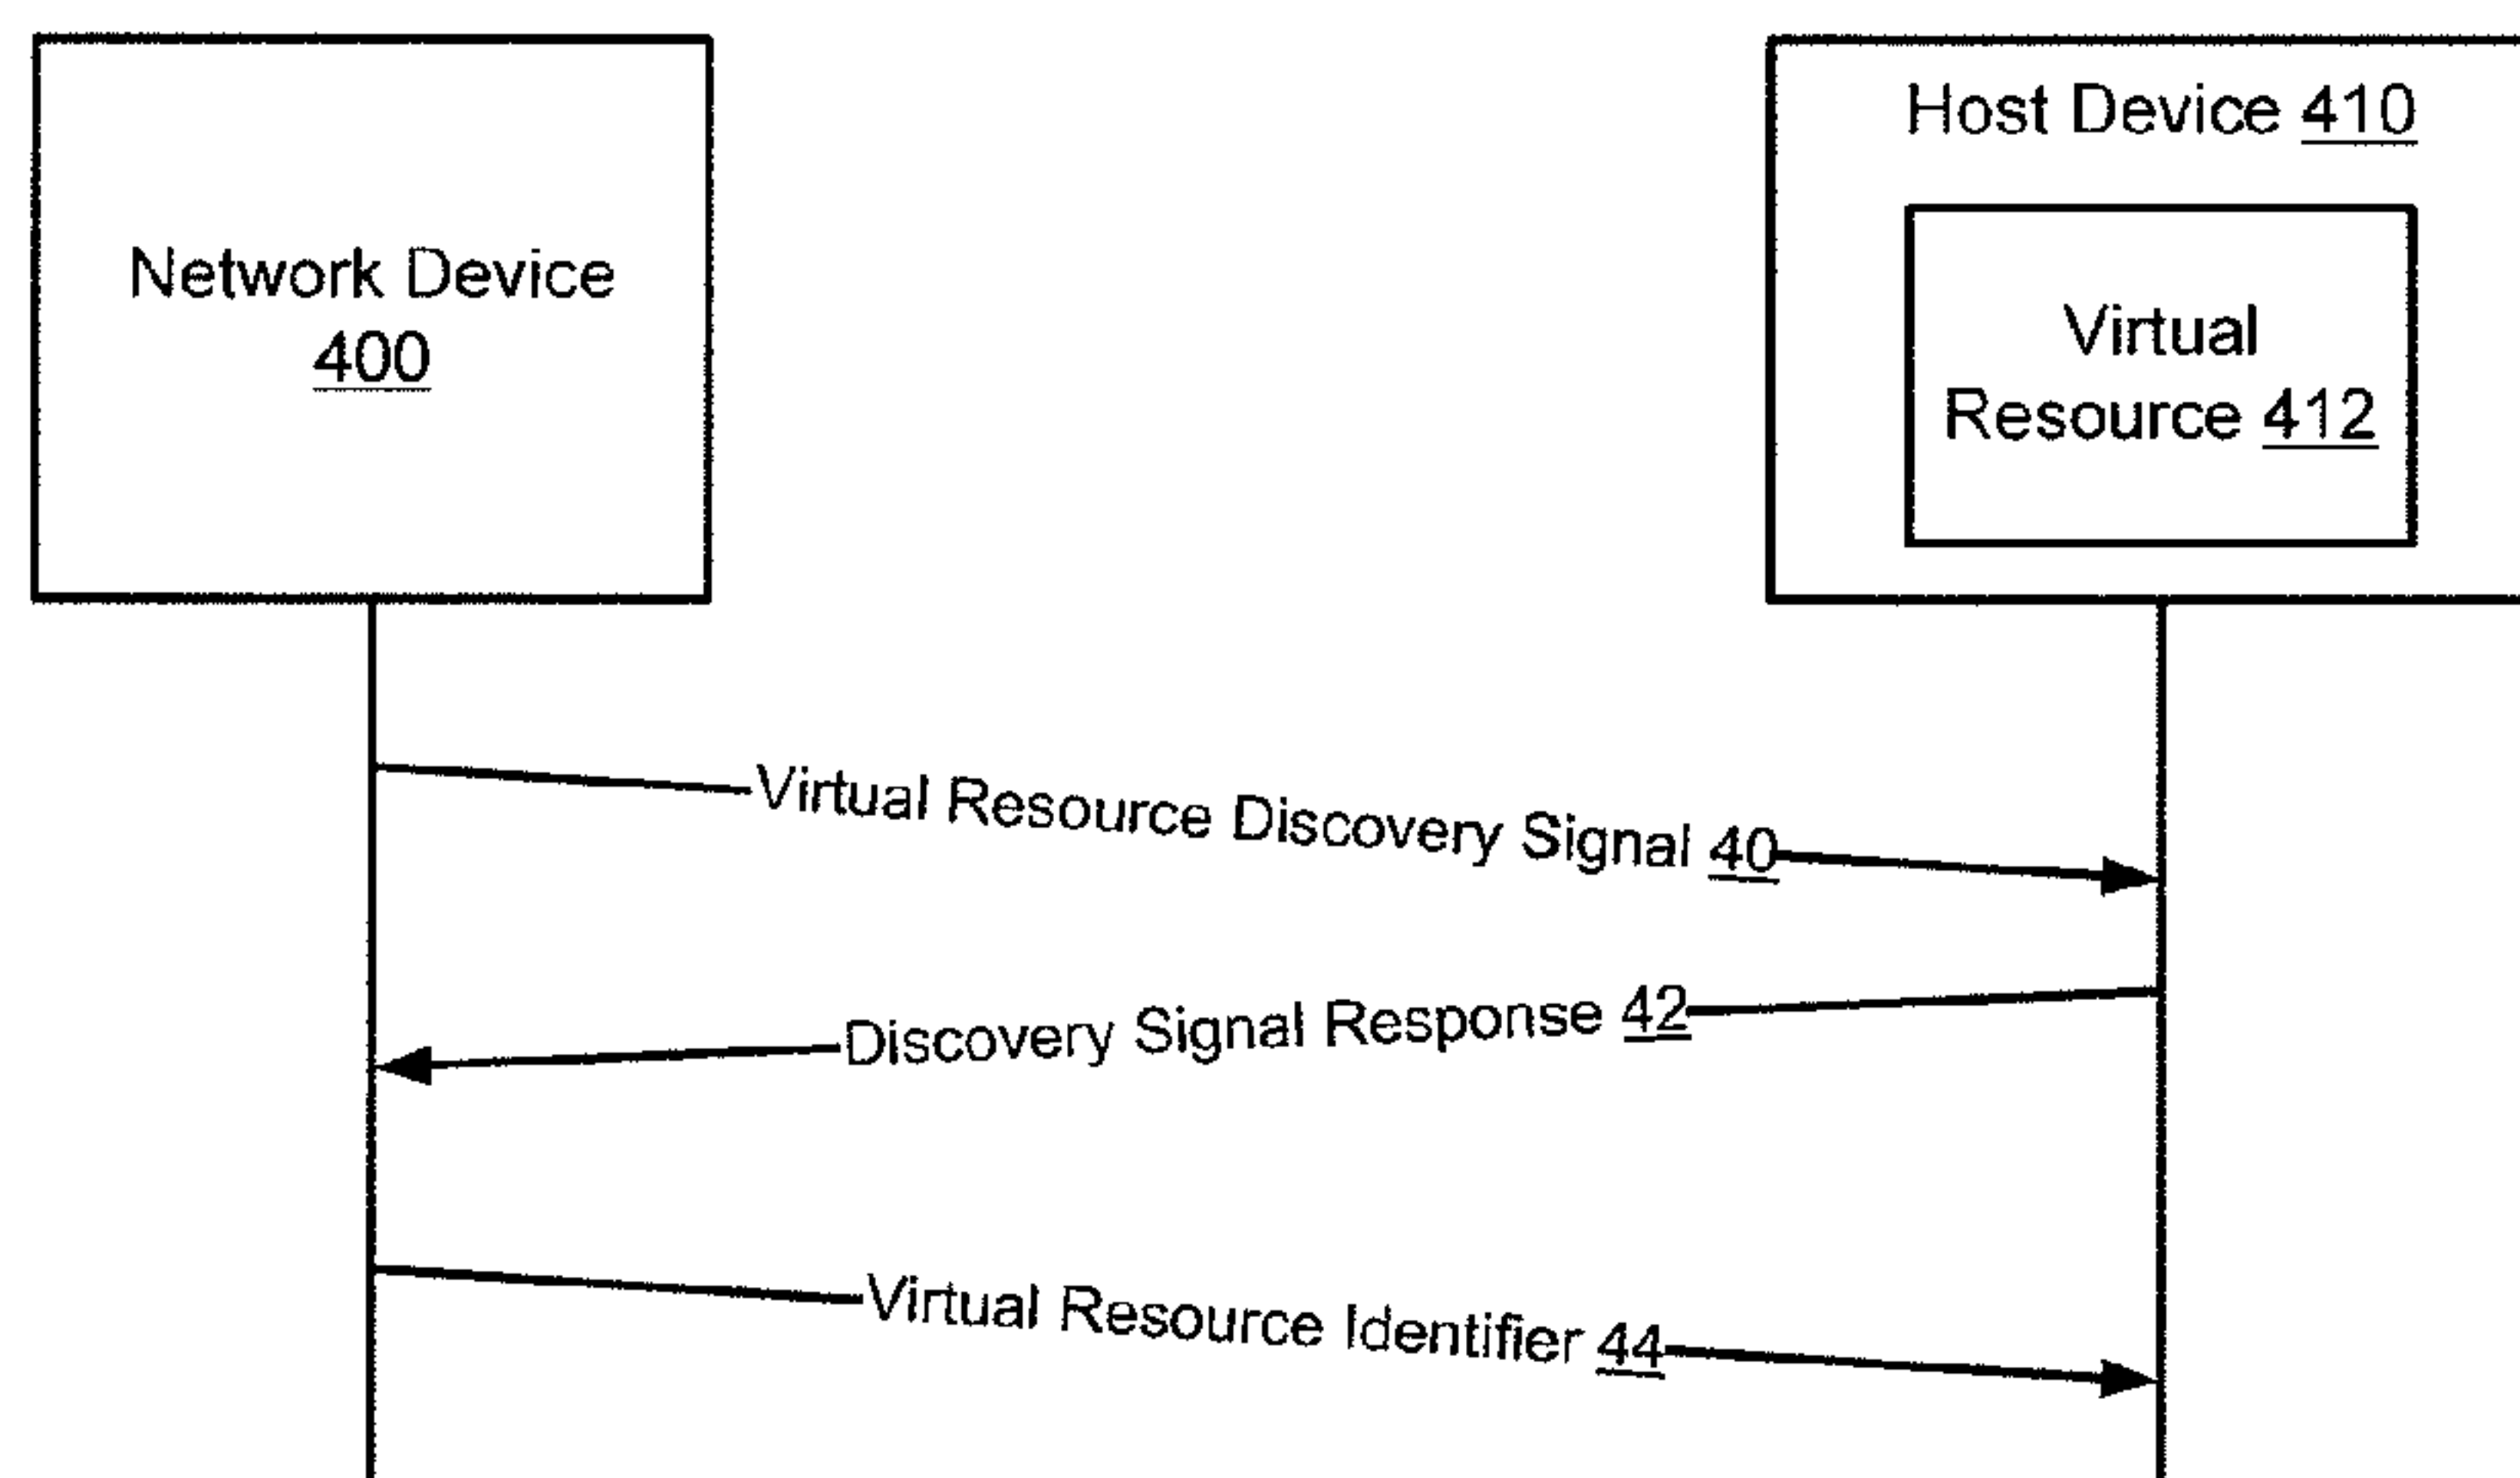 Network Device
400
Host Device 410
Virtual
Resource 412
Virtual Resource Discovery Signal 40
Discovery Signal Response 42
Virtual Resource Identifier 44